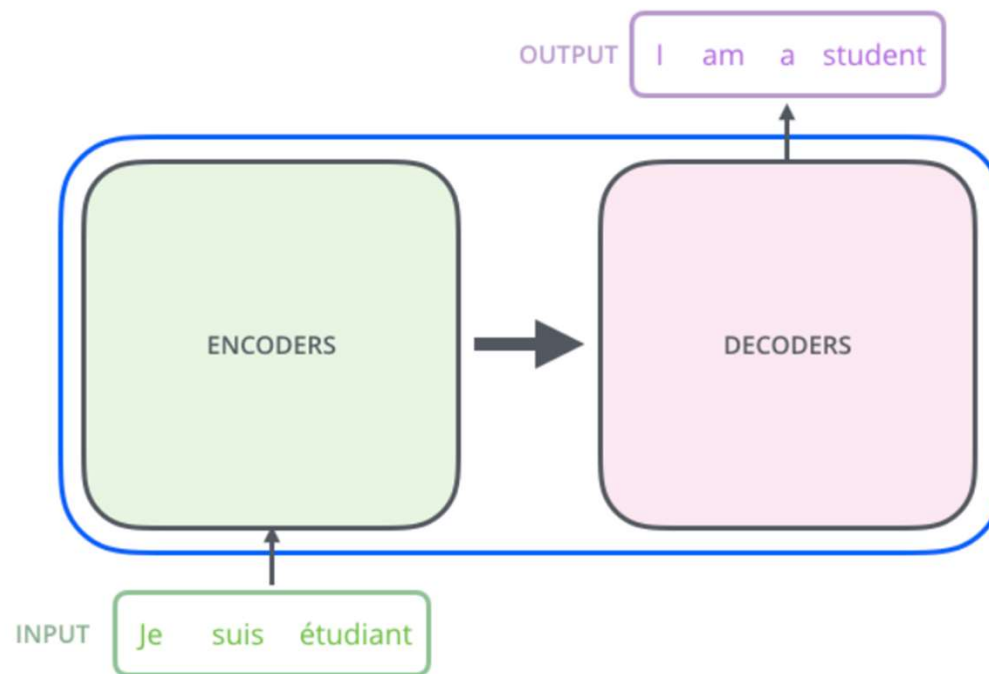 OUTPUT I am a student
ENCODERS DECODERS
INPUT Je suis étudiant